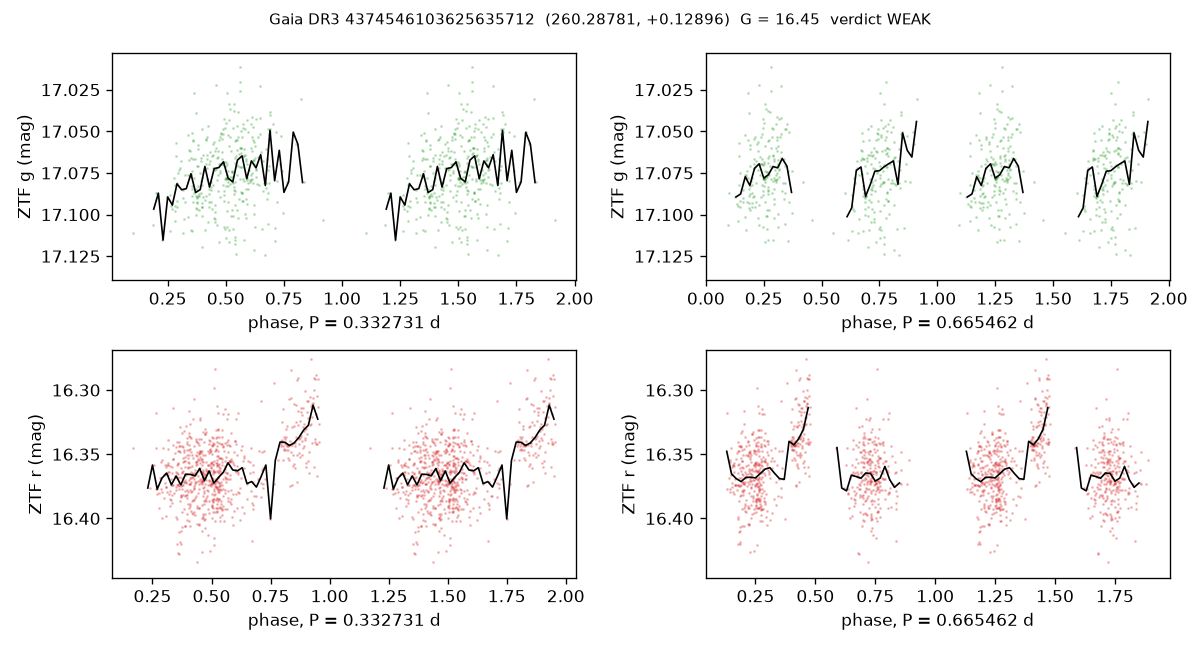 Gaia DR3 4374546103625635712  (260.28781, +0.12896)  G = 16.45  verdict WEAK
ZTF g (mag)
17.025
17.050
17.075
17.100
17.125
0.25 0.50 0.75 1.00 1.25 1.50 1.75 2.00
phase, P = 0.332731 d
ZTF g (mag)
17.025
17.050
17.075
17.100
17.125
0.00 0.25 0.50 0.75 1.00 1.25 1.50 1.75 2.00
phase, P = 0.665462 d
ZTF r (mag)
16.30
16.35
16.40
0.25 0.50 0.75 1.00 1.25 1.50 1.75 2.00
phase, P = 0.332731 d
ZTF r (mag)
16.30
16.35
16.40
0.25 0.50 0.75 1.00 1.25 1.50 1.75
phase, P = 0.665462 d